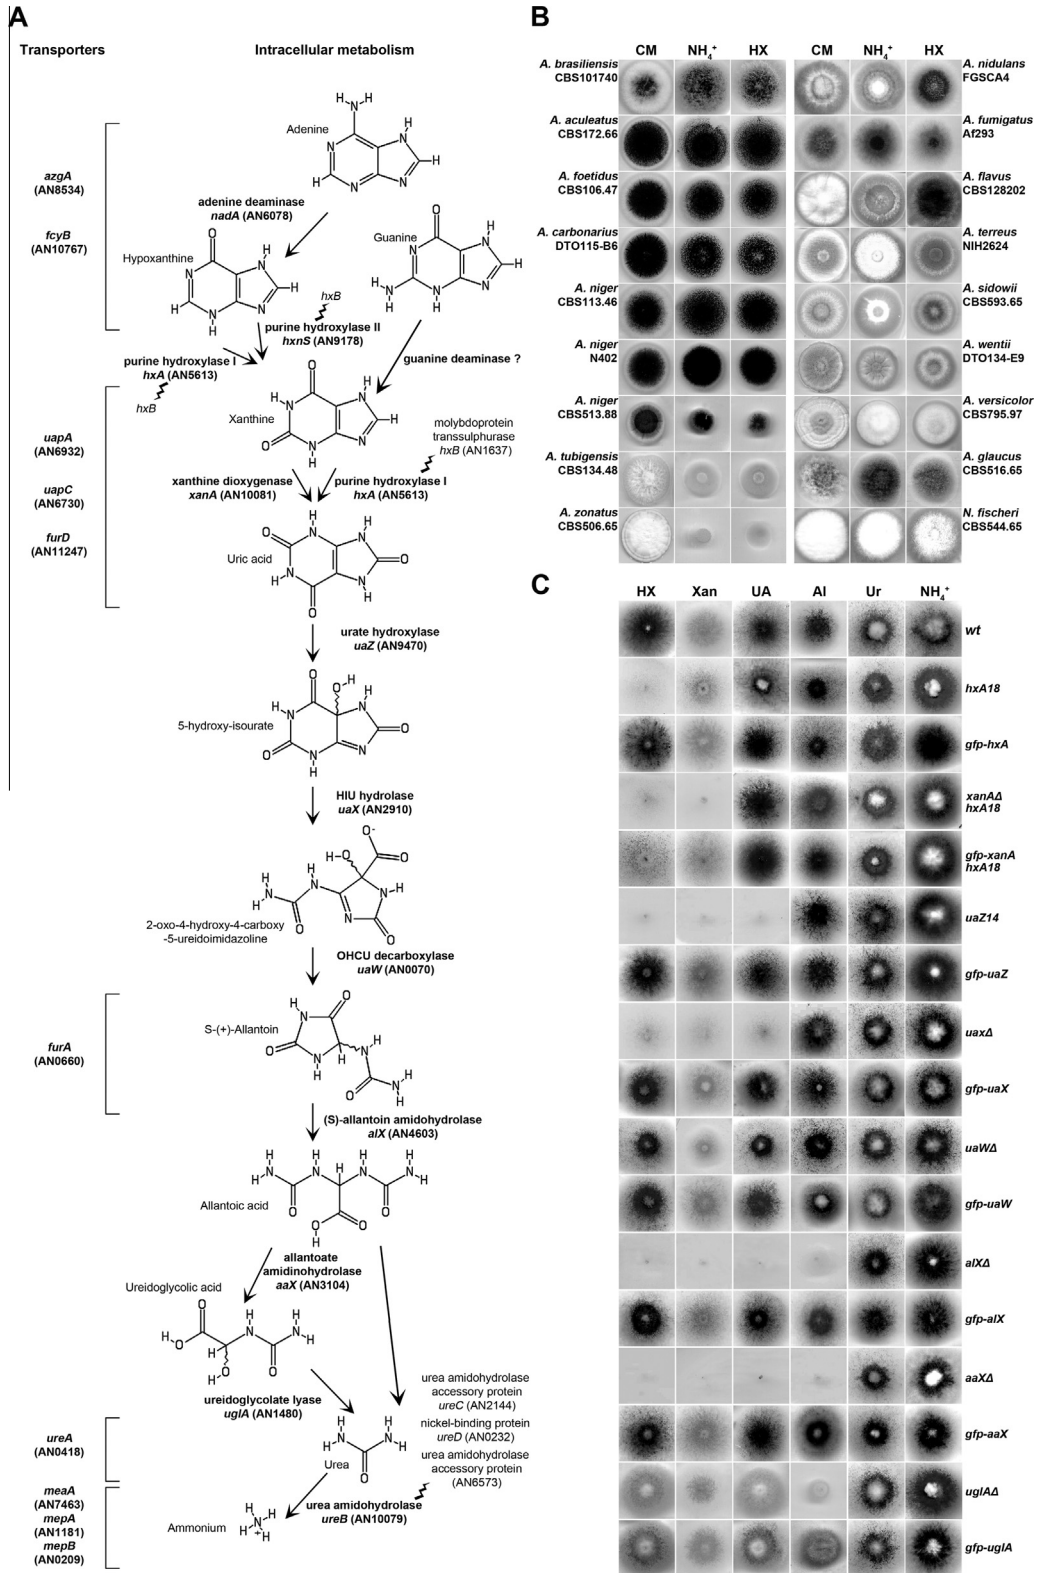 A
Transporters
Intracellular metabolism
Adenine
azgA
(AN8534)
fcyB
(AN10767)
adenine deaminase
nadA (AN6078)
Guanine
Hypoxanthine
hxB
purine hydroxylase II
hxnS (AN9178)
guanine deaminase ?
purine hydroxylase I
hxA (AN5613)
hxB
uapA
(AN6932)
uapC
(AN6730)
furD
(AN11247)
Xanthine
molybdoprotein
transsulphurase
hxB (AN1637)
xanthine dioxygenase
xanA (AN10081)
purine hydroxylase I
hxA (AN5613)
Uric acid
urate hydroxylase
uaZ (AN9470)
5-hydroxy-isourate
HIU hydrolase
uaX (AN2910)
2-oxo-4-hydroxy-4-carboxy
-5-ureidoimidazoline
OHCU decarboxylase
uaW (AN0070)
S-(+)-Allantoin
furA
(AN0660)
(S)-allantoin amidohydrolase
alX (AN4603)
Allantoic acid
allantoate
amidinohydrolase
aaX (AN3104)
Ureidoglycolic acid
ureidoglycolate lyase
uglA (AN1480)
urea amidohydrolase
accessory protein
ureC (AN2144)
nickel-binding protein
ureD (AN0232)
urea amidohydrolase
accessory protein
(AN6573)
ureA
(AN0418)
Urea
urea amidohydrolase
ureB (AN10079)
meaA
(AN7463)
mepA
(AN1181)
mepB
(AN0209)
Ammonium
B
CM NH4+ HX CM NH4+ HX
A. brasiliensis
CBS101740
A. nidulans
FGSCA4
A. aculeatus
CBS172.66
A. fumigatus
Af293
A. foetidus
CBS106.47
A. flavus
CBS128202
A. carbonarius
DTO115-B6
A. terreus
NIH2624
A. niger
CBS113.46
A. sidowii
CBS593.65
A. niger
N402
A. wentii
DTO134-E9
A. niger
CBS513.88
A. versicolor
CBS795.97
A. tubigensis
CBS134.48
A. glaucus
CBS516.65
A. zonatus
CBS506.65
N. fischeri
CBS544.65
C
HX Xan UA Al Ur NH4+
wt
hxA18
gfp-hxA
xanAΔ
hxA18
gfp-xanA
hxA18
uaZ14
gfp-uaZ
uaxΔ
gfp-uaX
uaWΔ
gfp-uaW
alXΔ
gfp-alX
aaXΔ
gfp-aaX
uglAΔ
gfp-uglA